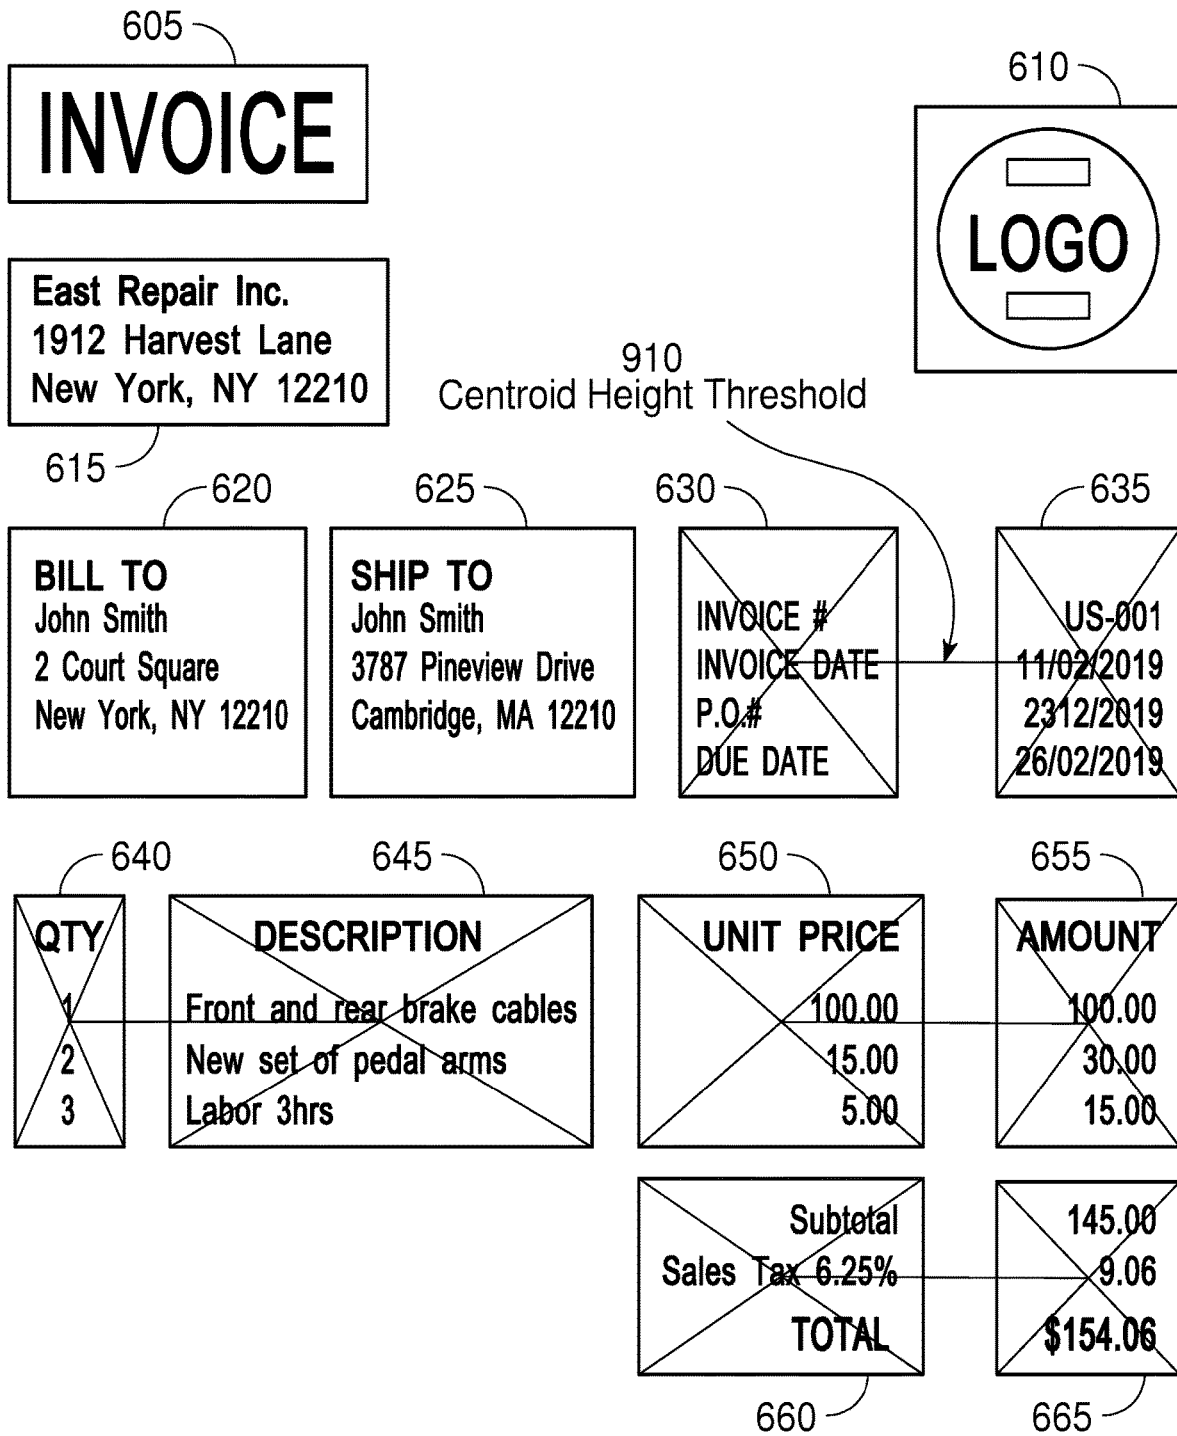 605
INVOICE
610
LOGO
East Repair Inc.
1912 Harvest Lane
New York, NY 12210
615
910
Centroid Height Threshold
620
BILL TO
John Smith
2 Court Square
New York, NY 12210
625
SHIP TO
John Smith
3787 Pineview Drive
Cambridge, MA 12210
630
635
INVOICE # US-001
INVOICE DATE 11/02/2019
P.O.# 2312/2019
DUE DATE 26/02/2019
640 645 650 655
QTY DESCRIPTION UNIT PRICE AMOUNT
1 Front and rear brake cables 100.00 100.00
2 New set of pedal arms 15.00 30.00
3 Labor 3hrs 5.00 15.00
Subtotal 145.00
Sales Tax 6.25% 9.06
TOTAL $154.06
660 665